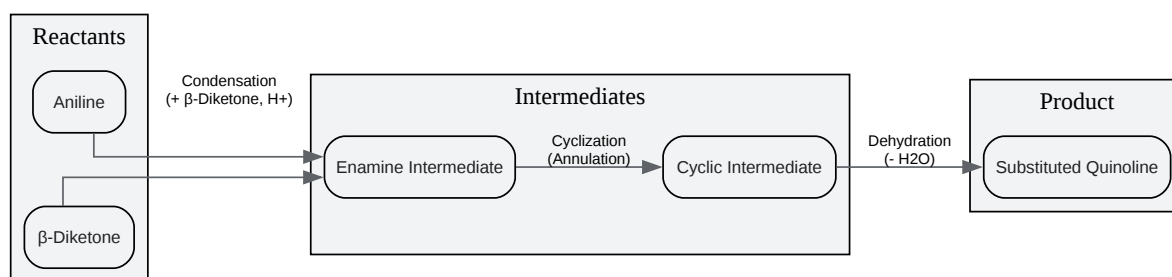 Reactants
Aniline
β-Diketone
Condensation
(+ β-Diketone, H+)
Intermediates
Enamine Intermediate
Cyclization
(Annulation)
Cyclic Intermediate
Dehydration
(- H2O)
Product
Substituted Quinoline